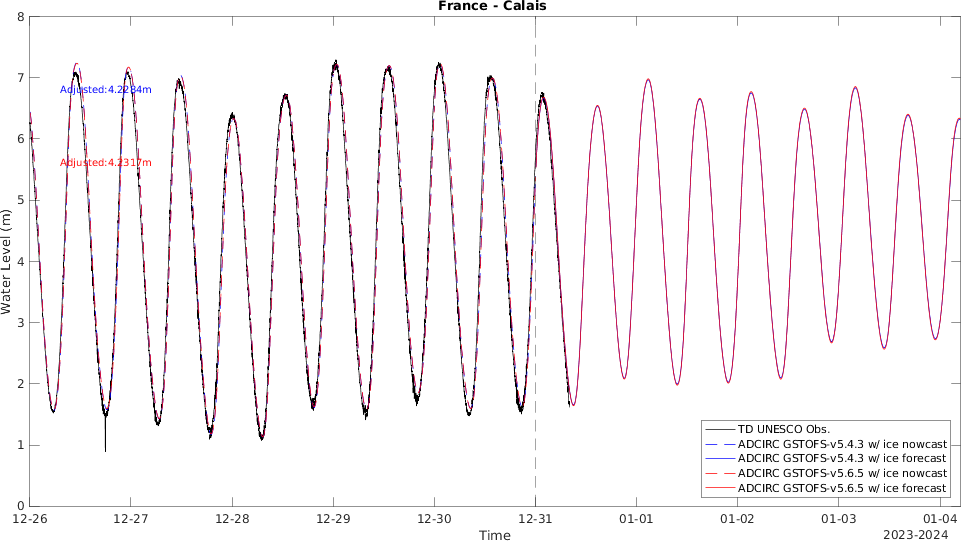 France - Calais
8
7
6
5
4
3
2
1
0
Water Level (m)
Adjusted:4.2234m
Adjusted:4.2317m
TD UNESCO Obs.
ADCIRC GSTOFS-v5.4.3 w/ ice nowcast
ADCIRC GSTOFS-v5.4.3 w/ ice forecast
ADCIRC GSTOFS-v5.6.5 w/ ice nowcast
ADCIRC GSTOFS-v5.6.5 w/ ice forecast
12-26 12-27 12-28 12-29 12-30 12-31 01-01 01-02 01-03 01-04
Time
2023-2024